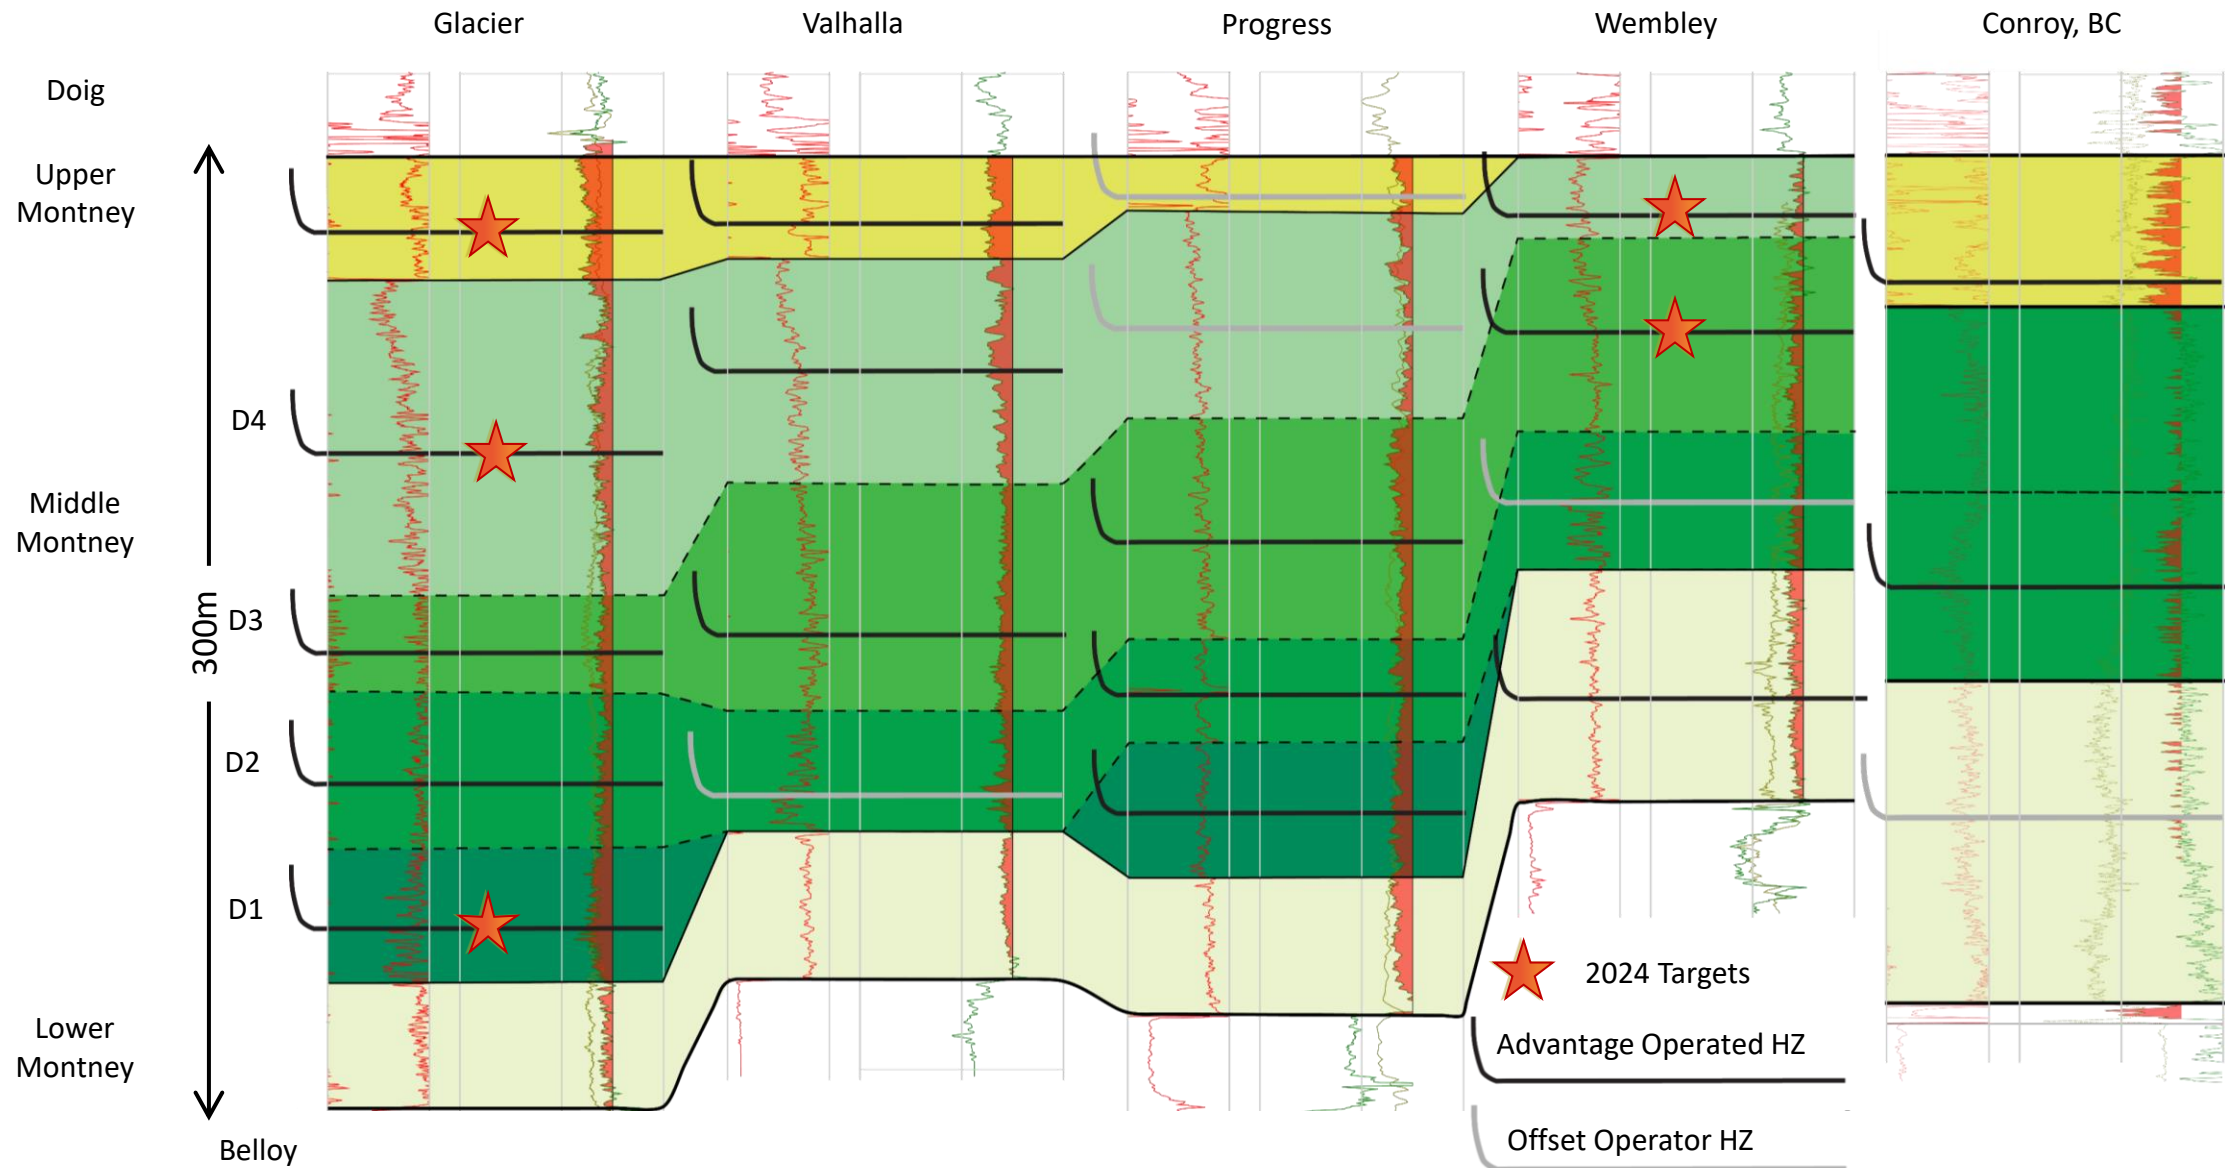 Glacier
Valhalla
Progress
Wembley
Conroy, BC
Doig
Upper
Montney
D4
Middle
Montney
300m
D3
D2
D1
Lower
Montney
Belloy
2024 Targets
Advantage Operated HZ
Offset Operator HZ